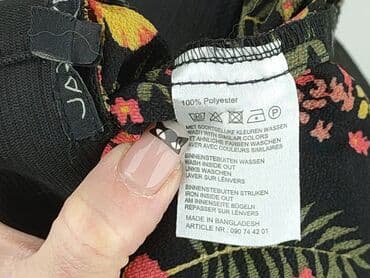 100% Polyester
MET SOORTGELIJKE KLEUREN WASSEN
WASH WITH SIMILAR COLORS
MIT ÄHNLICHE FARBEN WASCHEN
LAVER AVEC COULEURS SIMILAIRES
BINNENSTEBUITEN WASSEN
WASH INSIDE OUT
LINKS WASCHEN
LAVER SUR L'ENVERS
BINNENSTEBUITEN STRIJKEN
IRON INSIDE OUT
AM INNENSEITE BÜGELN
REPASSER SUR L'ENVERS
MADE IN BANGLADESH
ARTICLE NR.: 090 74 42 01